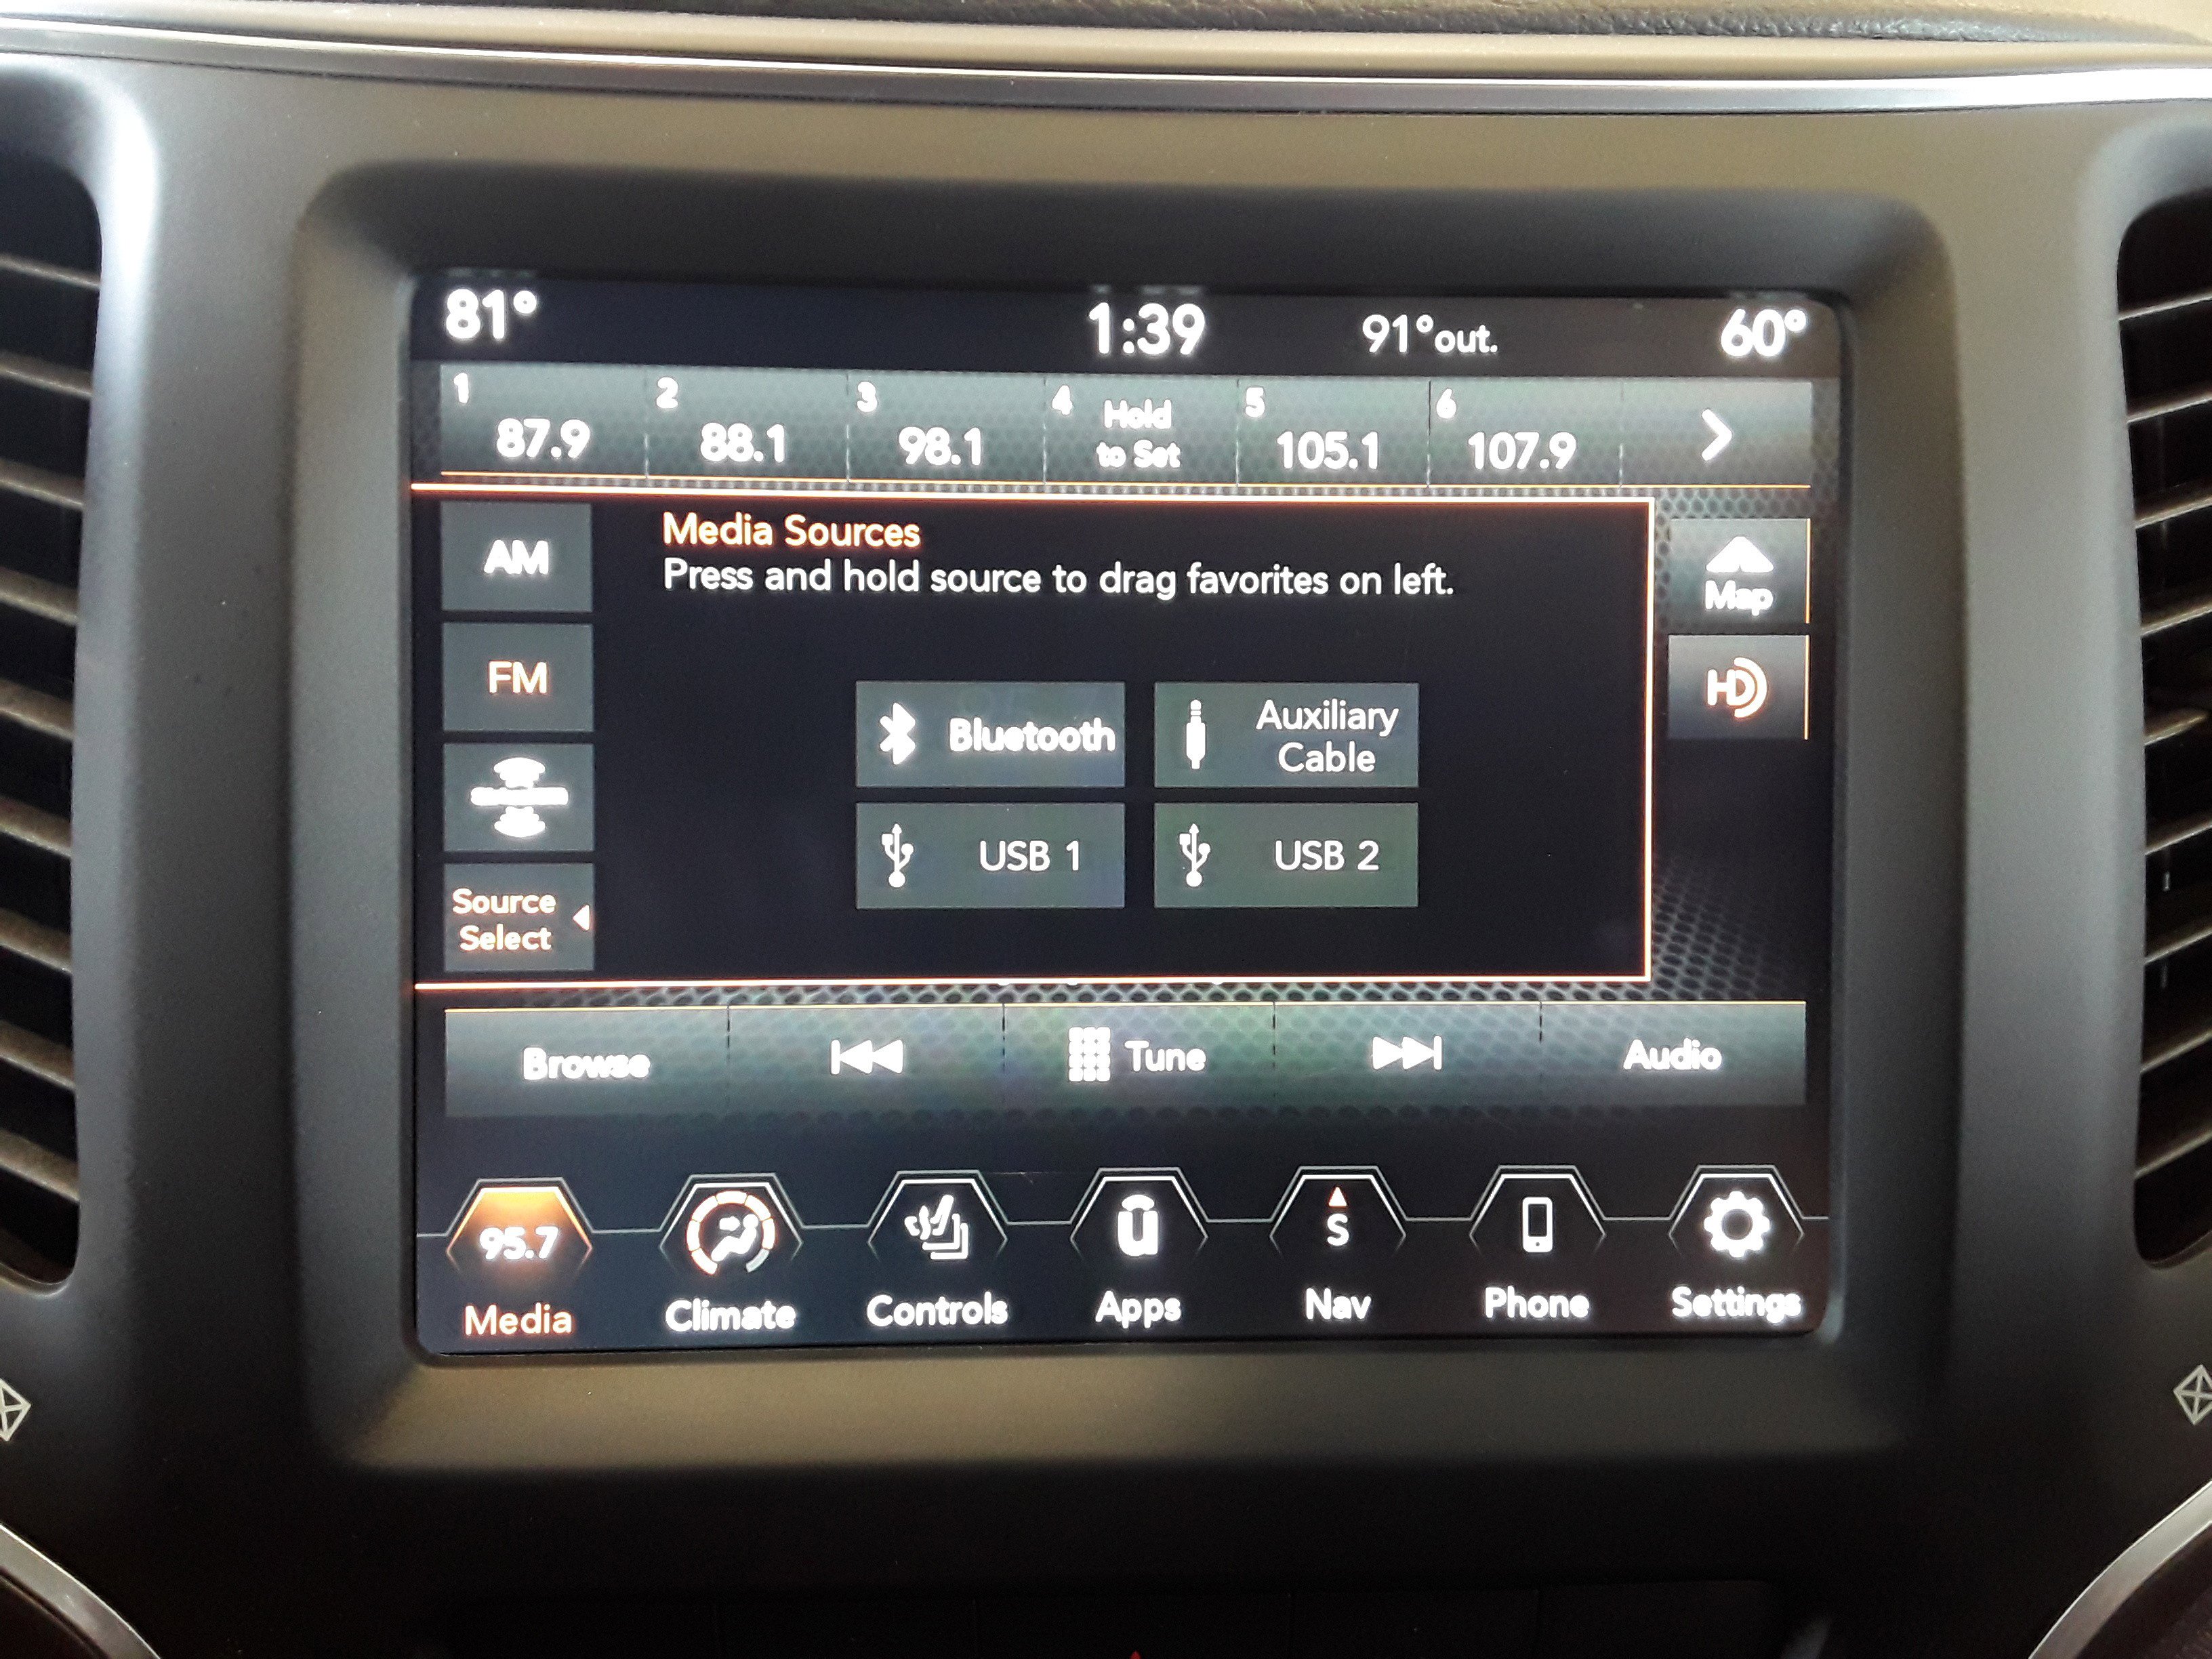 81° 1:39 91°out. 60°
1 2 3 4 Hold 5 6
87.9 88.1 98.1 to Set 105.1 107.9
Media Sources
Press and hold source to drag favorites on left.
AM
Map
FM
HD
Bluetooth
Auxiliary
Cable
USB 1 USB 2
Source
Select
Browse Tune Audio
95.7 u S
Media Climate Controls Apps Nav Phone Settings